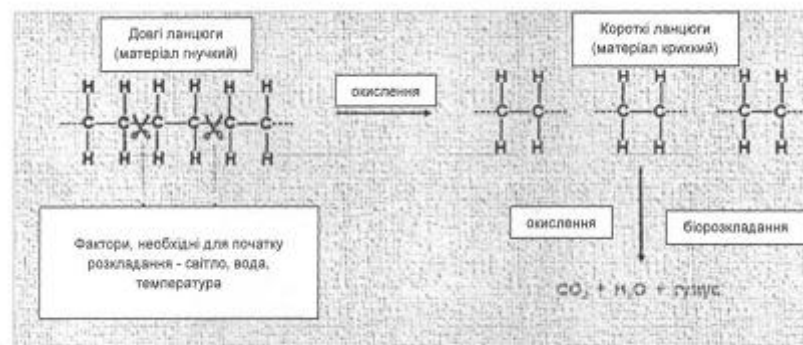 Довгі ланцюги
(матеріал гнучкий)
Короткі ланцюги
(матеріал крихкий)
H H H H H H
C C C C C C
H H H H H H
окислення
H H H H H H
C C C C C C
H H H H H H
Фактори, необхідні для початку
розкладання - світло, вода,
температура
окислення
біорозкладання
CO₂ + H₂O + гумус